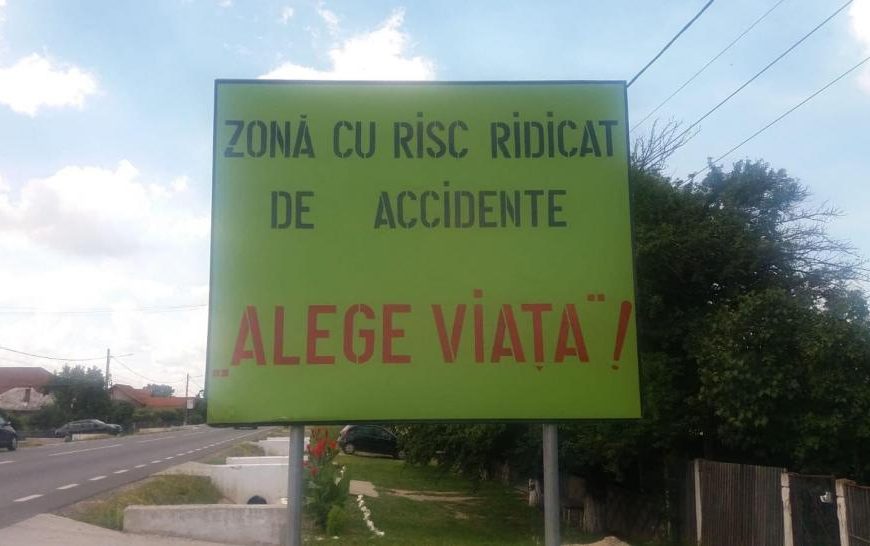 ZONĂ CU RISC RIDICAT
DE ACCIDENTE
„ALEGE VIAȚA"!